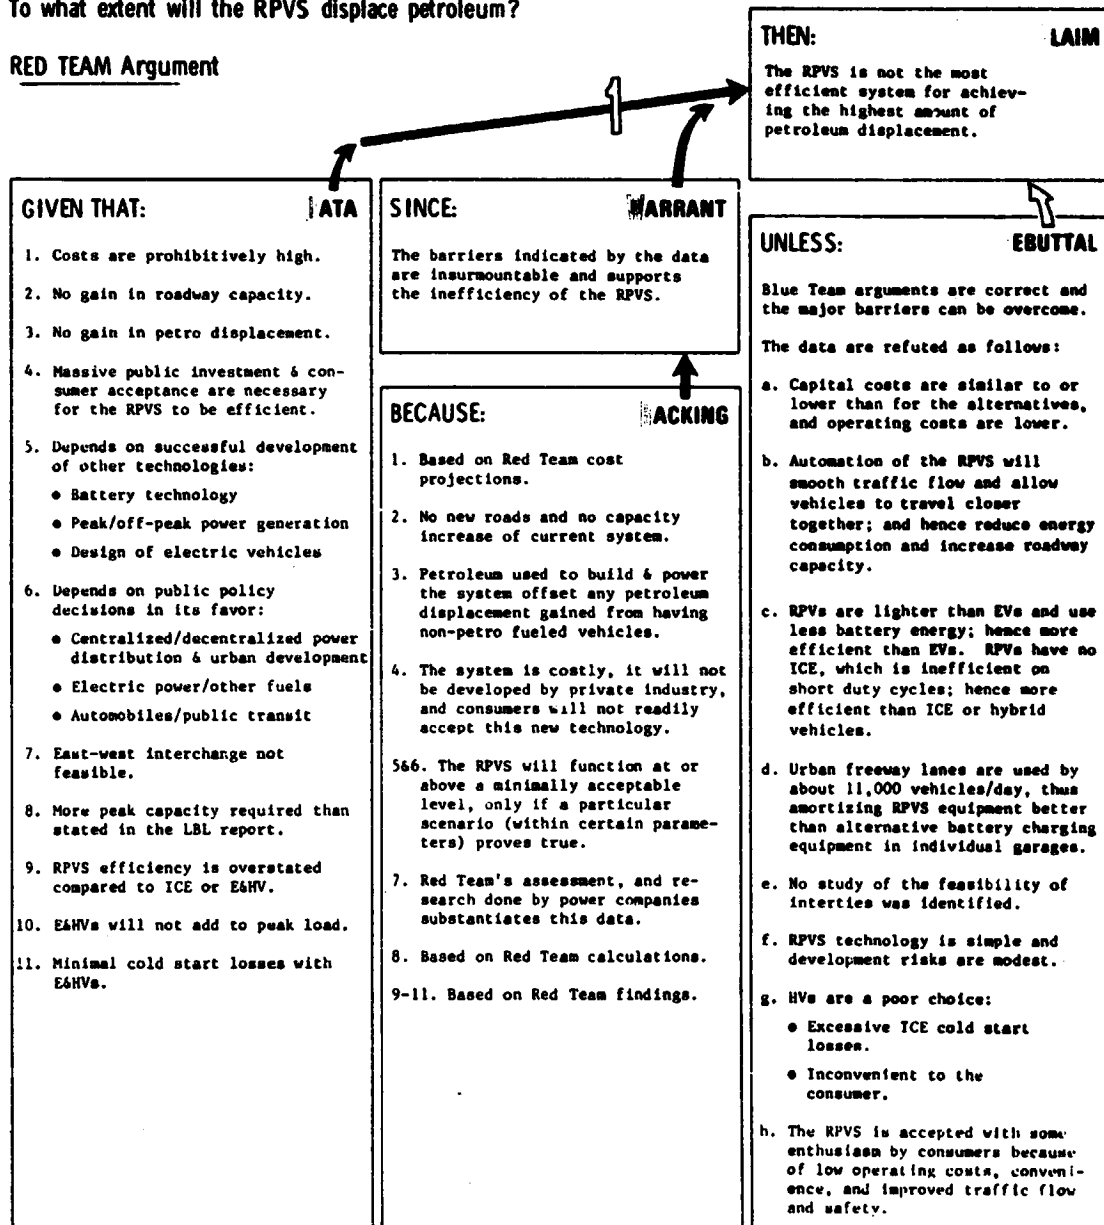 To what extent will the RPVS displace petroleum?
RED TEAM Argument
1
THEN: LAIM
The RPVS is not the most
efficient system for achiev-
ing the highest amount of
petroleum displacement.
GIVEN THAT: ATA
1. Costs are prohibitively high.
2. No gain in roadway capacity.
3. No gain in petro displacement.
4. Massive public investment & con-
sumer acceptance are necessary
for the RPVS to be efficient.
5. Depends on successful development
of other technologies:
• Battery technology
• Peak/off-peak power generation
• Design of electric vehicles
6. Depends on public policy
decisions in its favor:
• Centralized/decentralized power
distribution & urban development
• Electric power/other fuels
• Automobiles/public transit
7. East-west interchange not
feasible.
8. More peak capacity required than
stated in the LBL report.
9. RPVS efficiency is overstated
compared to ICE or E&HV.
10. E&HVs will not add to peak load.
11. Minimal cold start losses with
E&HVs.
SINCE: WARRANT
The barriers indicated by the data
are insurmountable and supports
the inefficiency of the RPVS.
BECAUSE: ACKING
1. Based on Red Team cost
projections.
2. No new roads and no capacity
increase of current system.
3. Petroleum used to build & power
the system offset any petroleum
displacement gained from having
non-petro fueled vehicles.
4. The system is costly, it will not
be developed by private industry,
and consumers will not readily
accept this new technology.
5&6. The RPVS will function at or
above a minimally acceptable
level, only if a particular
scenario (within certain parame-
ters) proves true.
7. Red Team's assessment, and re-
search done by power companies
substantiates this data.
8. Based on Red Team calculations.
9-11. Based on Red Team findings.
UNLESS: EBUTTAL
Blue Team arguments are correct and
the major barriers can be overcome.
The data are refuted as follows:
a. Capital costs are similar to or
lower than for the alternatives,
and operating costs are lower.
b. Automation of the RPVS will
smooth traffic flow and allow
vehicles to travel closer
together; and hence reduce energy
consumption and increase roadway
capacity.
c. RPVs are lighter than EVs and use
less battery energy; hence more
efficient than EVs. RPVs have no
ICE, which is inefficient on
short duty cycles; hence more
efficient than ICE or hybrid
vehicles.
d. Urban freeway lanes are used by
about 11,000 vehicles/day, thus
amortizing RPVS equipment better
than alternative battery charging
equipment in individual garages.
e. No study of the feasibility of
interties was identified.
f. RPVS technology is simple and
development risks are modest.
g. HVs are a poor choice:
• Excessive ICE cold start
losses.
• Inconvenient to the
consumer.
h. The RPVS is accepted with some
enthusiasm by consumers because
of low operating costs, conveni-
ence, and improved traffic flow
and safety.